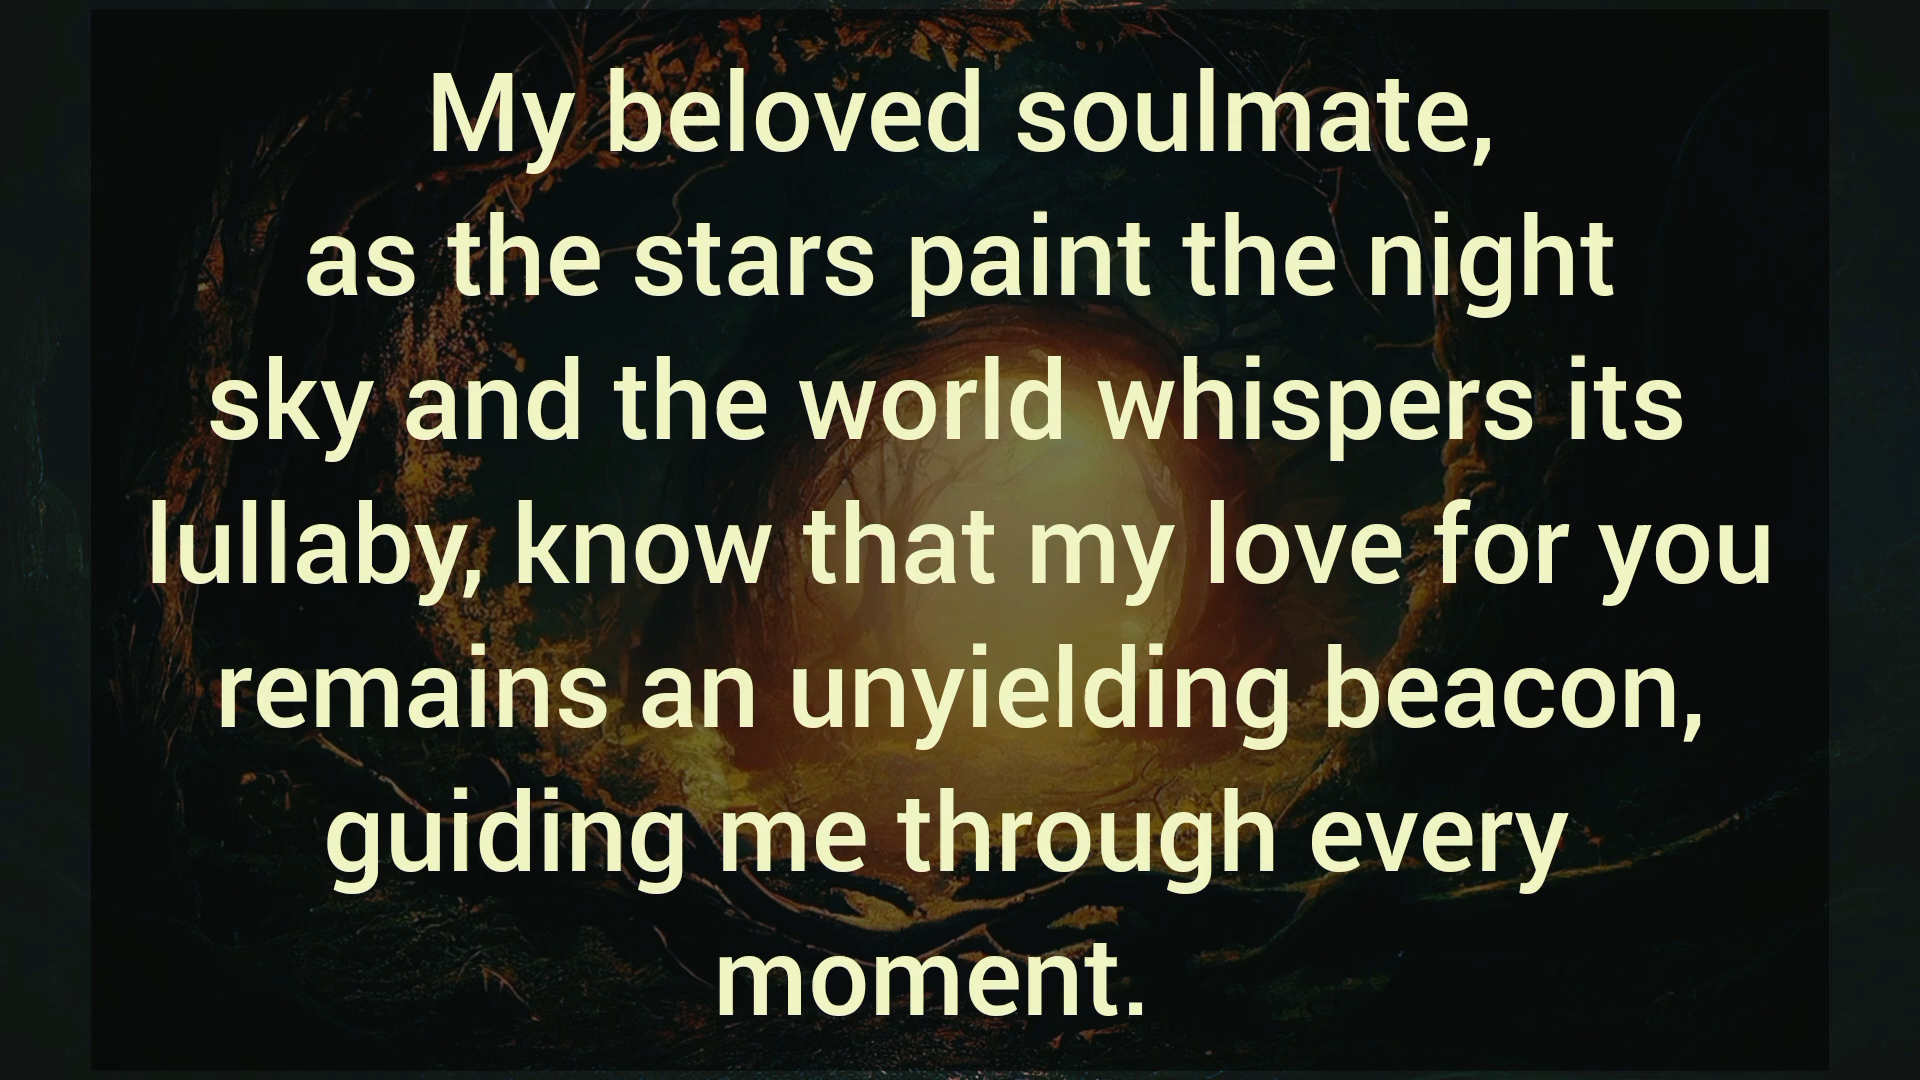 My beloved soulmate,
as the stars paint the night
sky and the world whispers its
lullaby, know that my love for you
remains an unyielding beacon,
guiding me through every
moment.